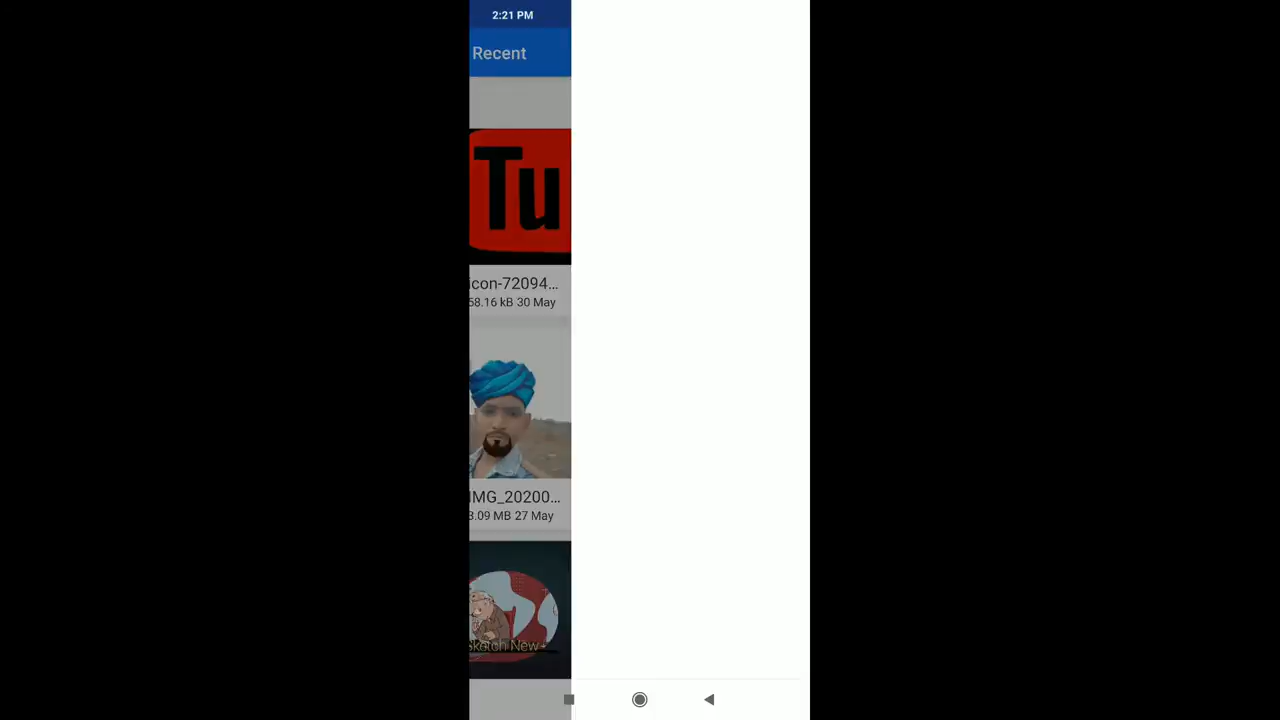 2:21 PM
Recent
Tu
icon-72094...
58.16 kB 30 May
IMG_20200...
3.09 MB 27 May
Sketch New